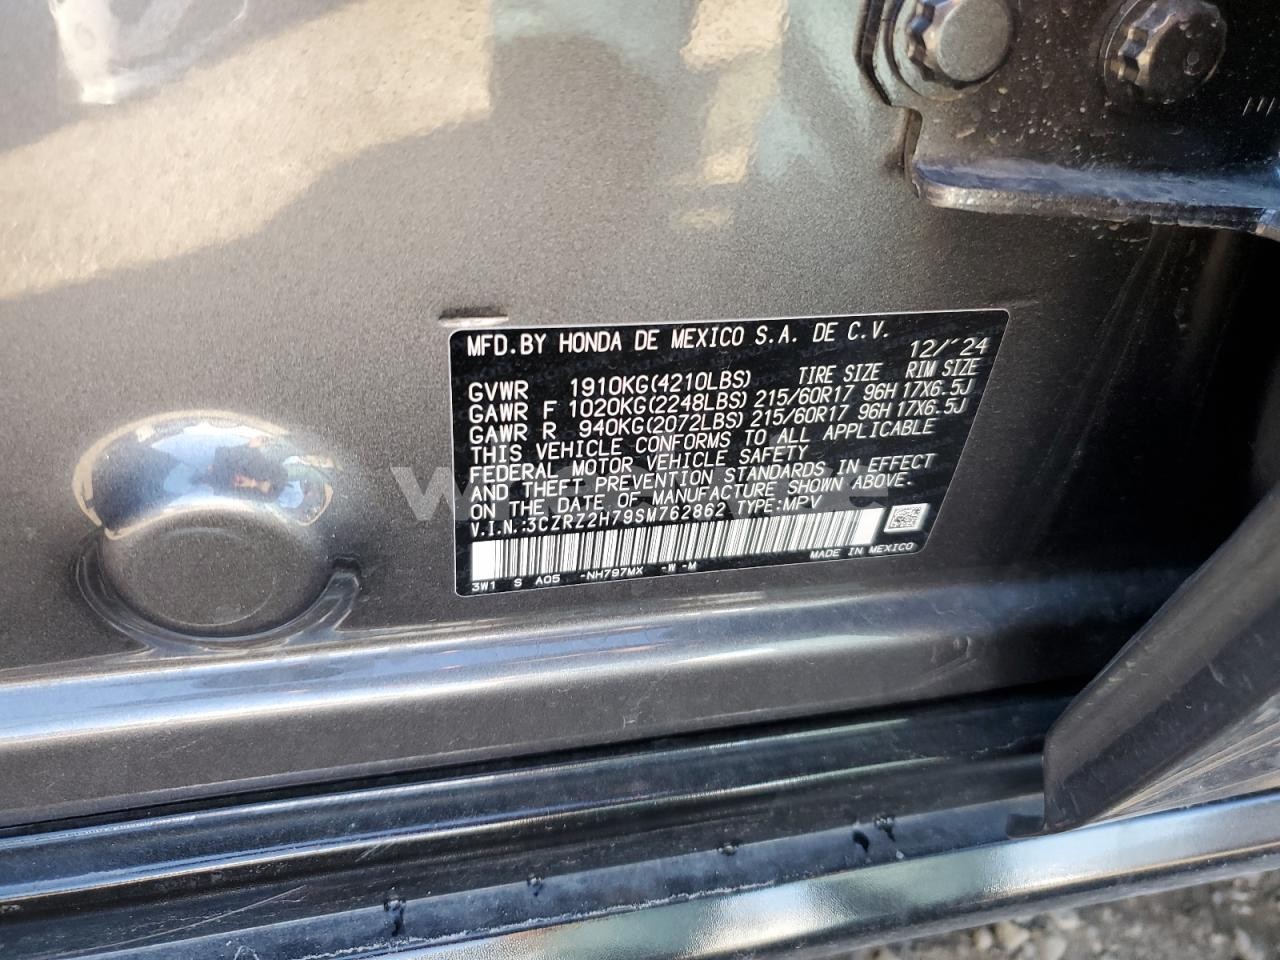 MFD.BY HONDA DE MEXICO S.A. DE C.V.
12/'24
GVWR 1910KG(4210LBS) TIRE SIZE RIM SIZE
GAWR F 1020KG(2248LBS) 215/60R17 96H 17X6.5J
GAWR R 940KG(2072LBS) 215/60R17 96H 17X6.5J
THIS VEHICLE CONFORMS TO ALL APPLICABLE
FEDERAL MOTOR VEHICLE SAFETY
AND THEFT PREVENTION STANDARDS IN EFFECT
ON THE DATE OF MANUFACTURE SHOWN ABOVE.
V.I.N.:3CZRZ2H79SM762862 TYPE:MPV
MADE IN MEXICO
3W1 S A05 -NH797MX -W -M